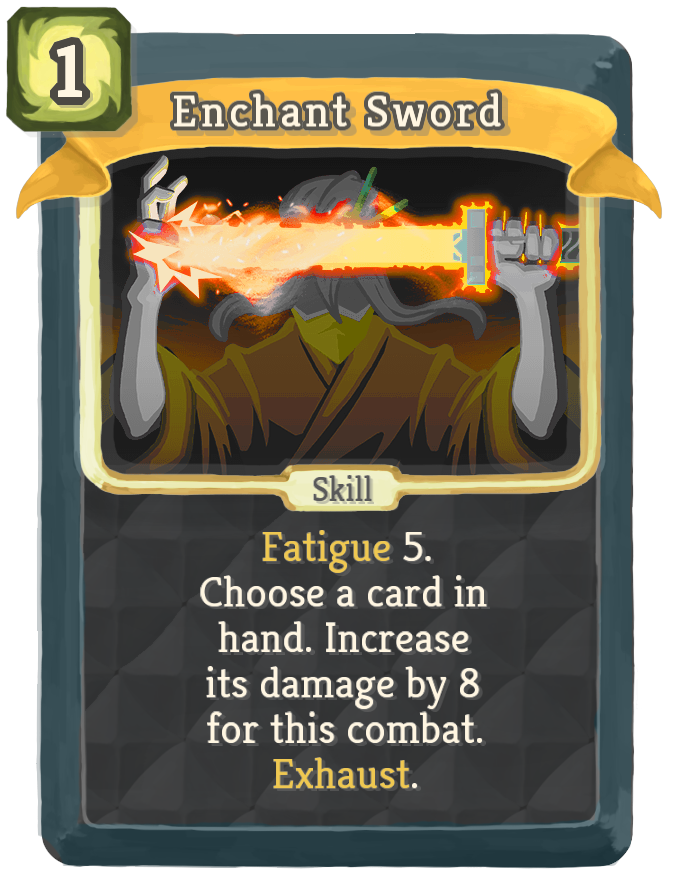 1
Enchant Sword
Skill
Fatigue 5.
Choose a card in
hand. Increase
its damage by 8
for this combat.
Exhaust.